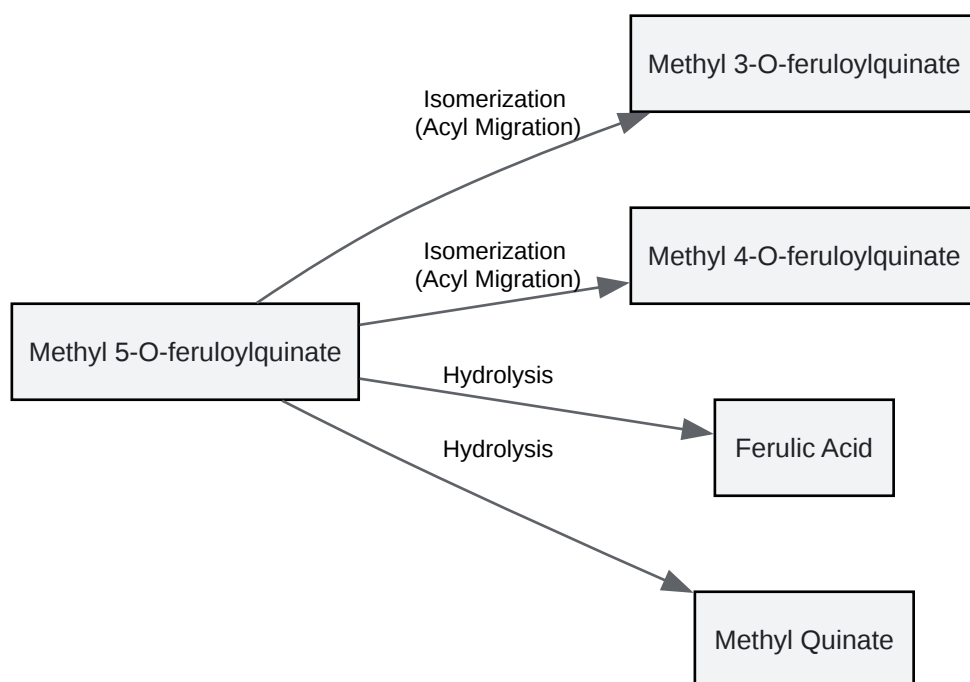 Methyl 3-O-feruloylquinate
Isomerization
(Acyl Migration)
Methyl 4-O-feruloylquinate
Isomerization
(Acyl Migration)
Methyl 5-O-feruloylquinate
Hydrolysis
Ferulic Acid
Hydrolysis
Methyl Quinate